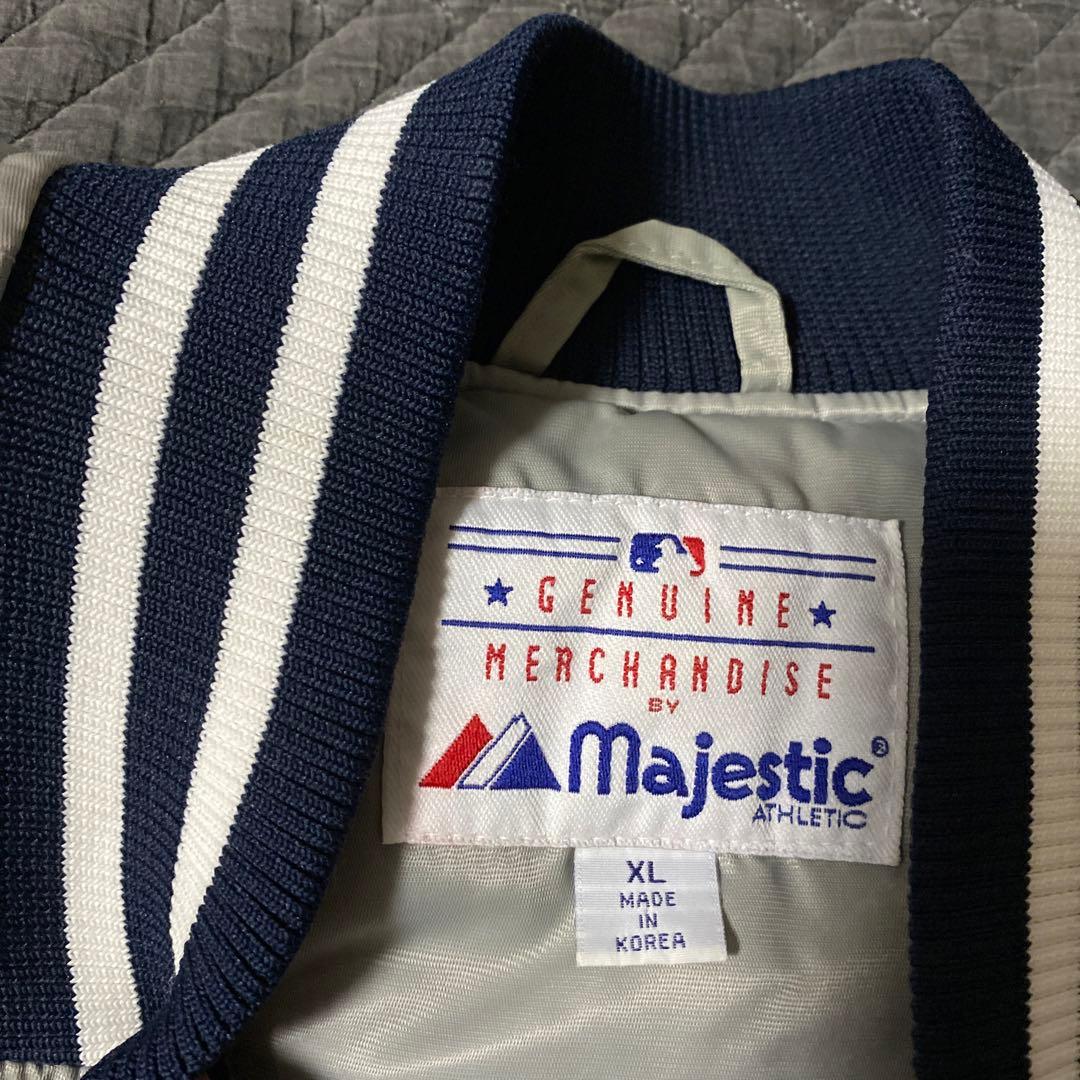 GENUINE
MERCHANDISE
BY
Majestic®
ATHLETIC
XL
MADE
IN
KOREA